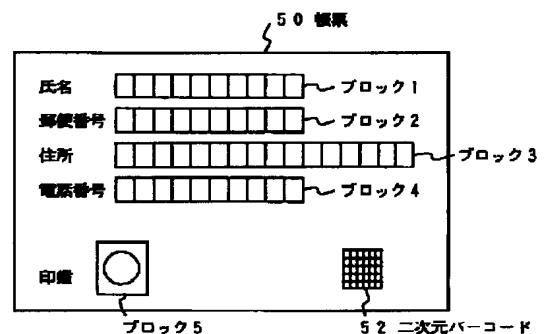 50 帳票
氏名 ブロック1
郵便番号 ブロック2
住所 ブロック3
電話番号 ブロック4
印鑑
ブロック5
52 二次元バーコード